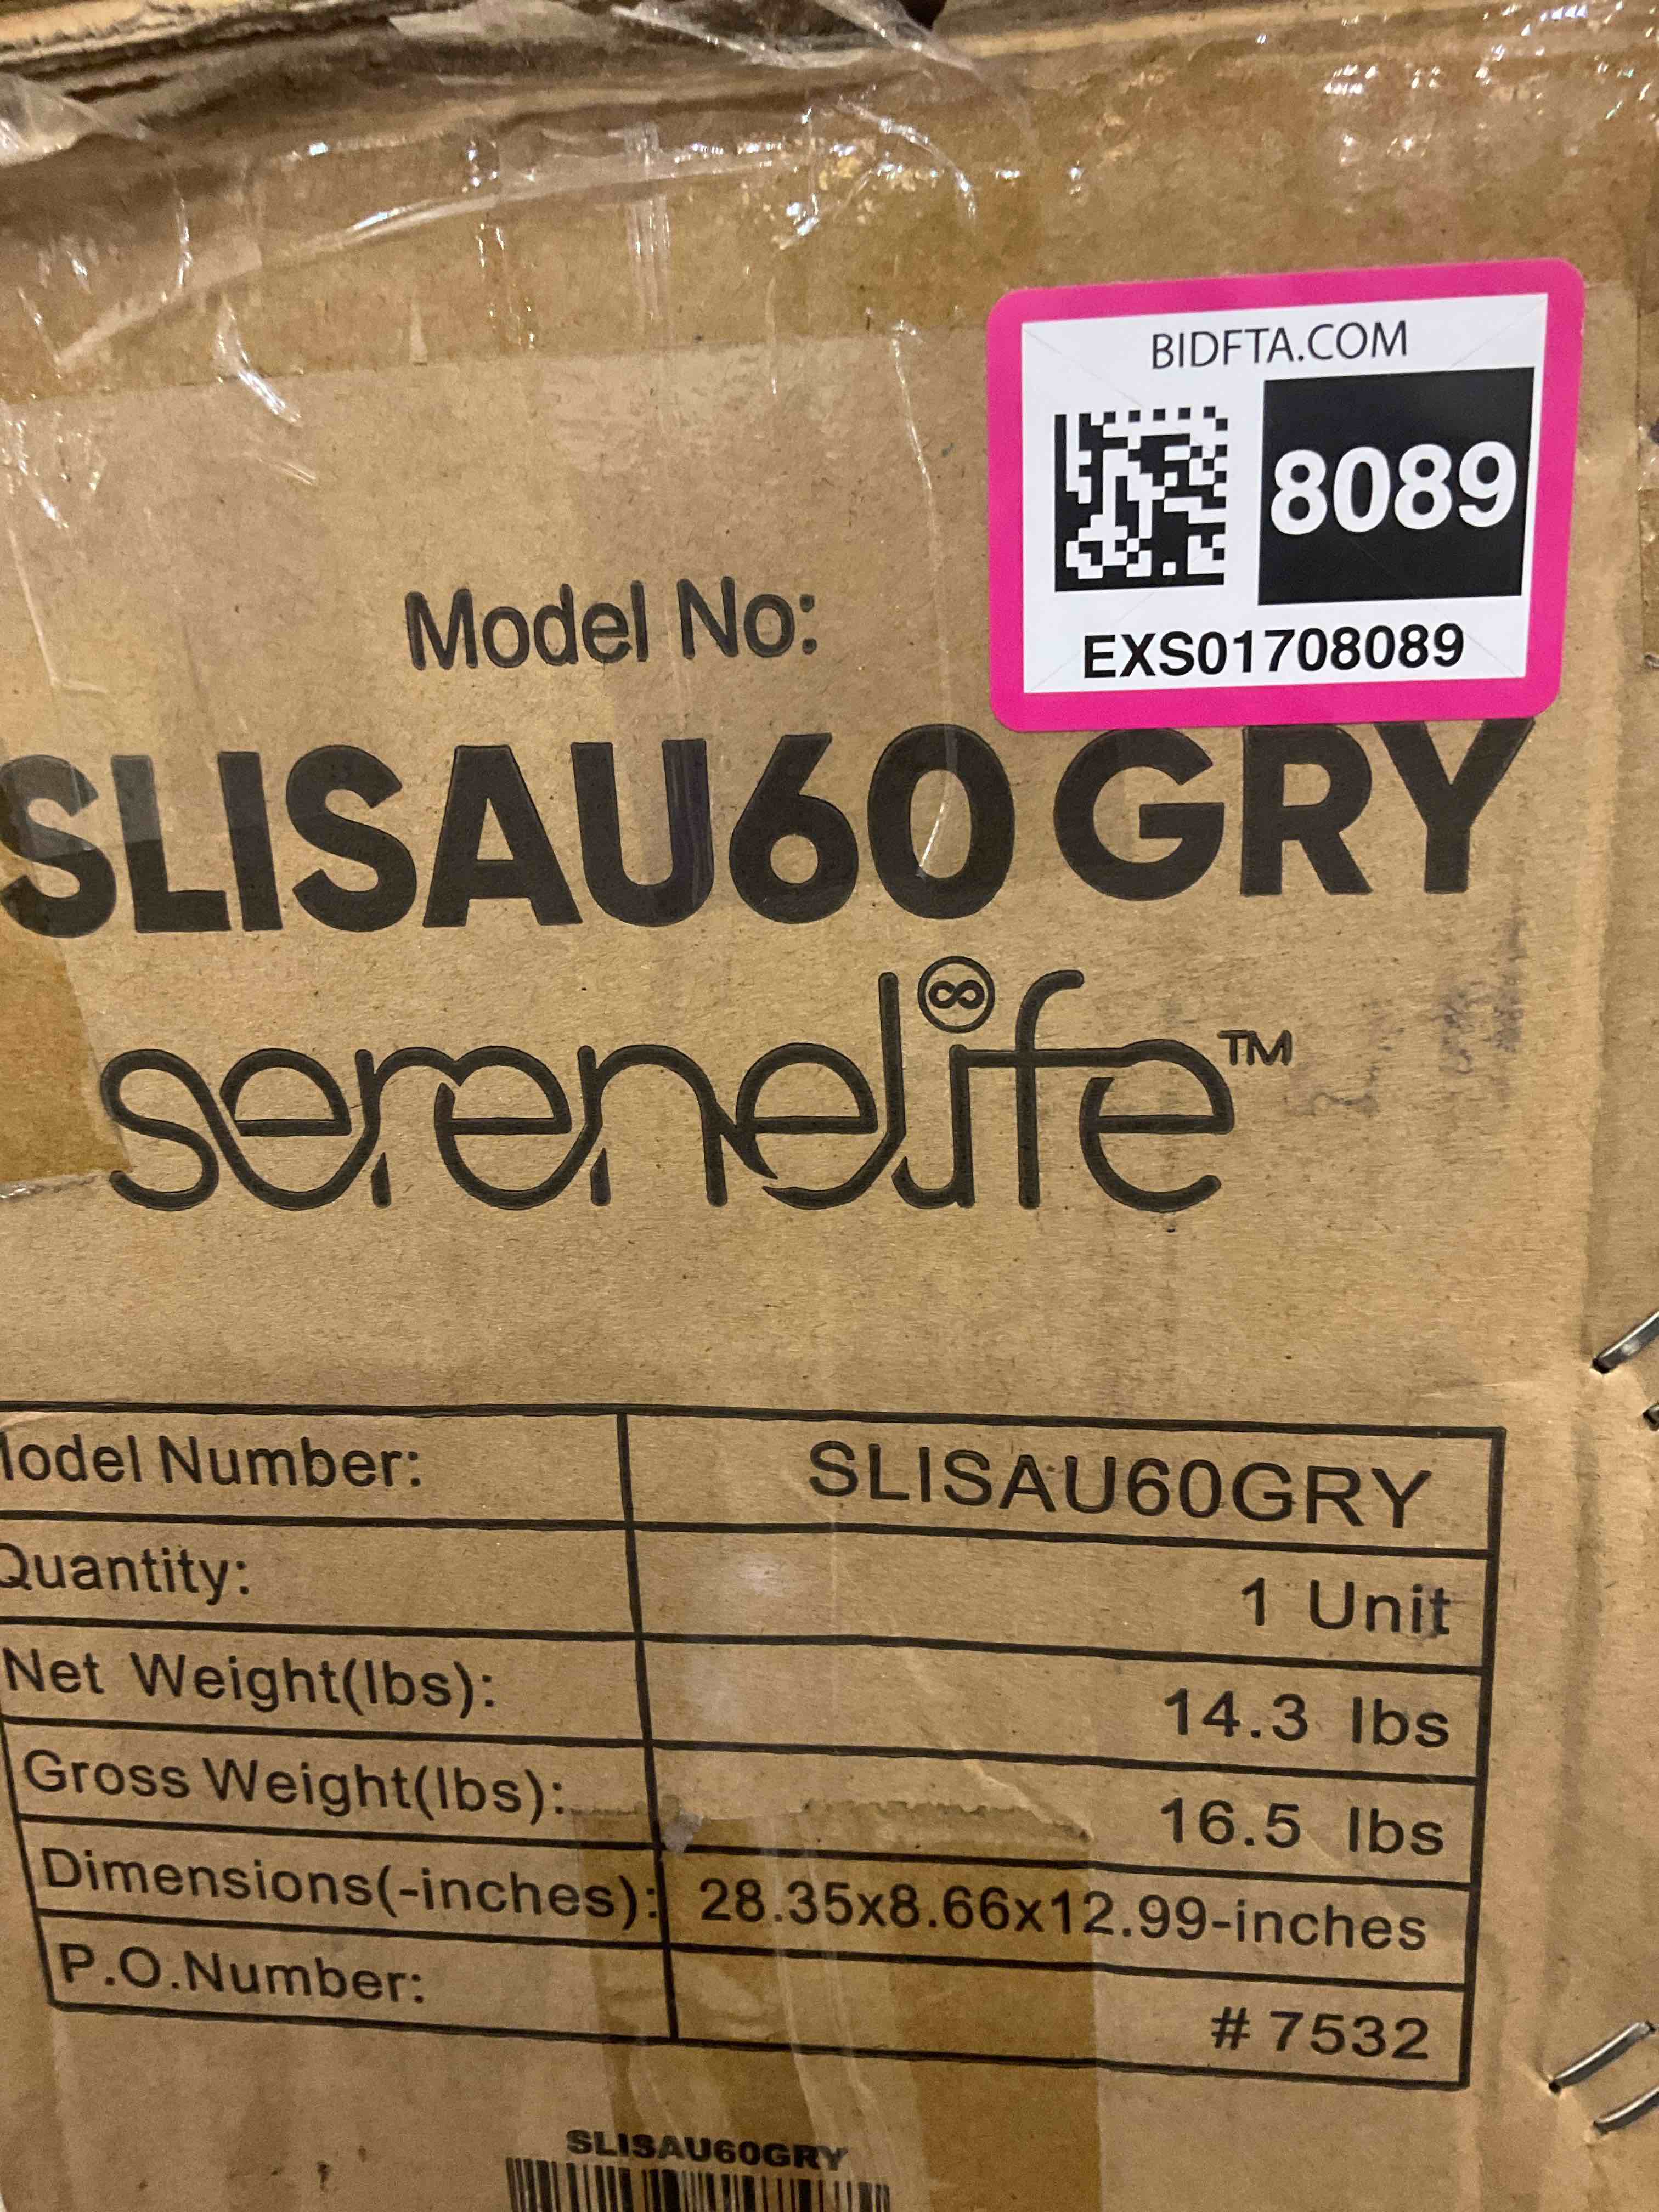 BIDFTA.COM
8089
EXS01708089
Model No:
SLISAU60 GRY
serenelife™
Model Number: SLISAU60GRY
Quantity: 1 Unit
Net Weight(lbs): 14.3 lbs
Gross Weight(lbs): 16.5 lbs
Dimensions(-inches): 28.35x8.66x12.99-inches
P.O.Number: # 7532
SLISAU60GRY